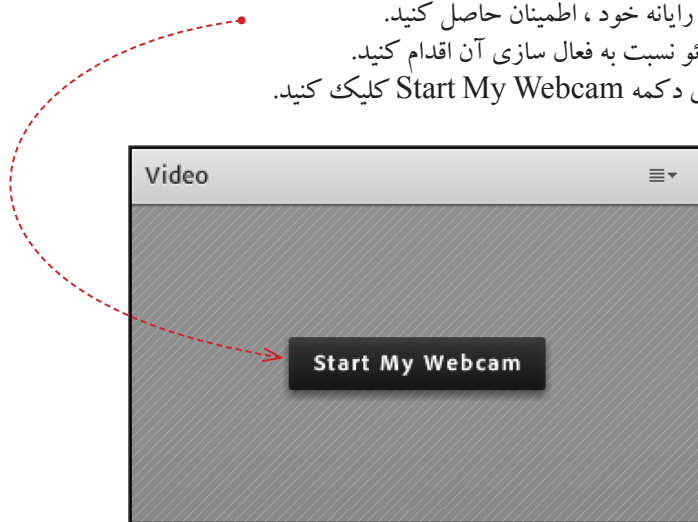 رایانه خود ، اطمینان حاصل کنید.
نسبت به فعال سازی آن اقدام کنید.
دکمه Start My Webcam کلیک کنید.
Video
Start My Webcam